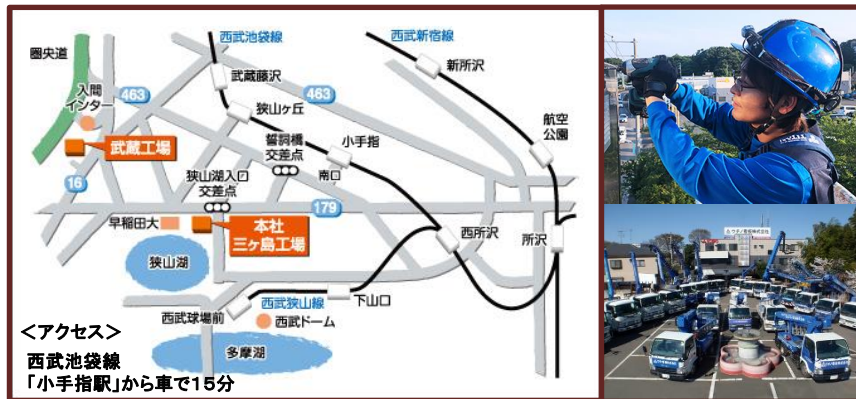 西武池袋線
西武新宿線
圏央道
武蔵藤沢
新所沢
入間
インター
463
463
狭山ヶ丘
航空
公園
武蔵工場
誓詞橋
交差点
小手指
南口
16
狭山湖入口
交差点
179
早稲田大
本社
三ヶ島工場
西所沢
所沢
狭山湖
西武狭山線
下山口
西武球場前
西武ドーム
多摩湖
<アクセス>
西武池袋線
「小手指駅」から車で15分